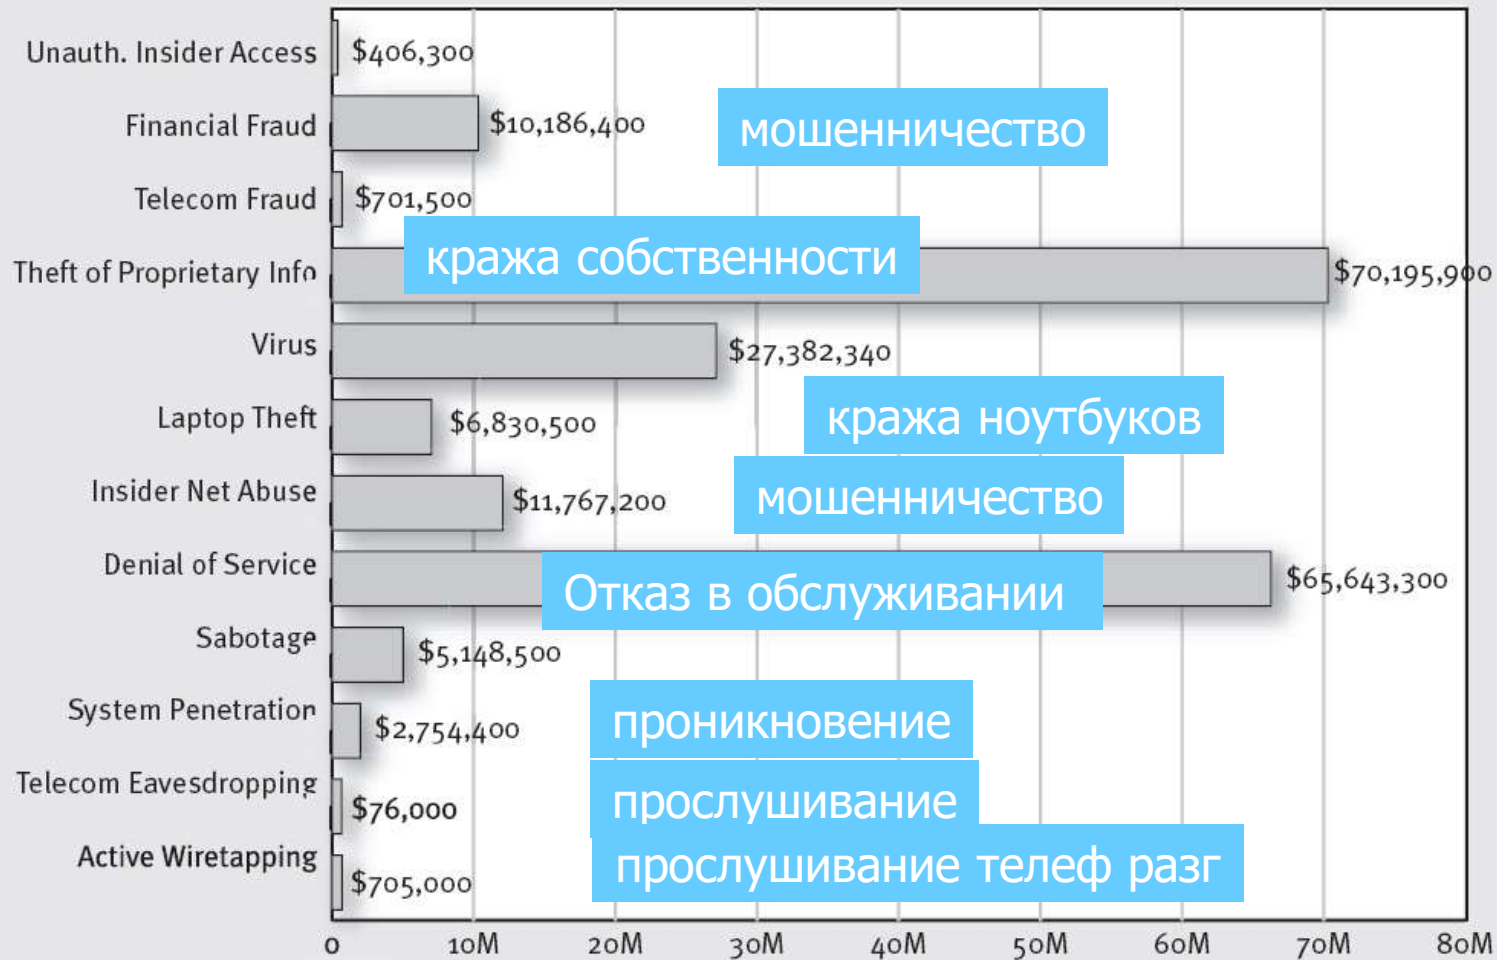 Unauth. Insider Access $406,300
Financial Fraud $10,186,400 мошенничество
Telecom Fraud $701,500
Theft of Proprietary Info кража собственности $70,195,900
Virus $27,382,340
Laptop Theft $6,830,500 кража ноутбуков
Insider Net Abuse $11,767,200 мошенничество
Denial of Service Отказ в обслуживании $65,643,300
Sabotage $5,148,500
System Penetration $2,754,400 проникновение
Telecom Eavesdropping $76,000 прослушивание
Active Wiretapping $705,000 прослушивание телеф разг
0 10M 20M 30M 40M 50M 60M 70M 80M